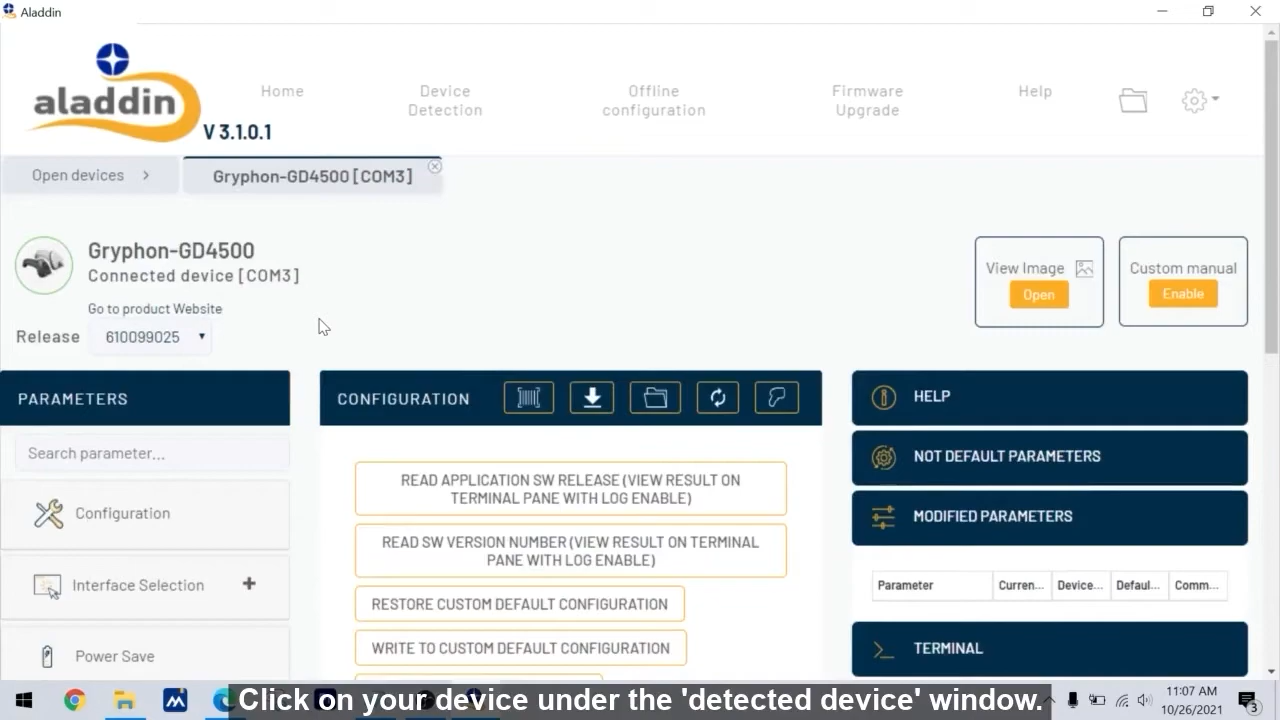 Aladdin
aladdin
V 3.1.0.1
Home
Device
Detection
Offline
configuration
Firmware
Upgrade
Help
Open devices
Gryphon-GD4500 [COM3]
Gryphon-GD4500
Connected device [COM3]
Go to product Website
Release
610099025
View Image
Open
Custom manual
Enable
PARAMETERS
Search parameter...
Configuration
Interface Selection +
Power Save
CONFIGURATION
READ APPLICATION SW RELEASE (VIEW RESULT ON
TERMINAL PANE WITH LOG ENABLE)
READ SW VERSION NUMBER (VIEW RESULT ON TERMINAL
PANE WITH LOG ENABLE)
RESTORE CUSTOM DEFAULT CONFIGURATION
WRITE TO CUSTOM DEFAULT CONFIGURATION
HELP
NOT DEFAULT PARAMETERS
MODIFIED PARAMETERS
Parameter Curren... Device... Defaul... Comm...
TERMINAL
Click on your device under the 'detected device' window.
11:07 AM
10/26/2021
3